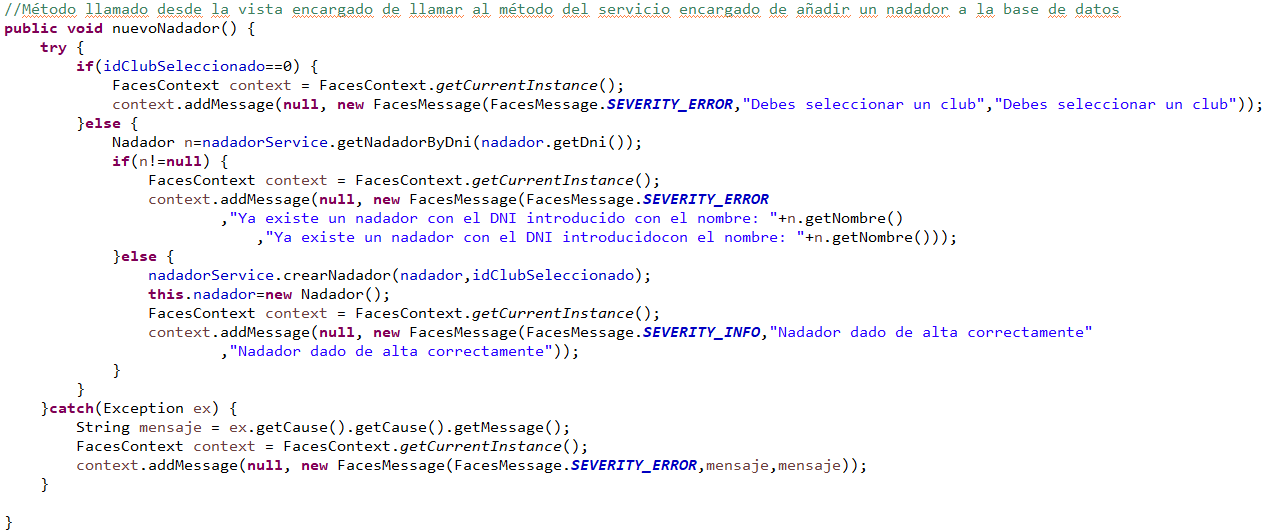 //Método llamado desde la vista encargado de llamar al método del servicio encargado de añadir un nadador a la base de datos
public void nuevoNadador() {
    try {
        if(idClubSeleccionado==0) {
            FacesContext context = FacesContext.getCurrentInstance();
            context.addMessage(null, new FacesMessage(FacesMessage.SEVERITY_ERROR,"Debes seleccionar un club","Debes seleccionar un club"));
        }else {
            Nadador n=nadadorService.getNadadorByDni(nadador.getDni());
            if(n!=null) {
                FacesContext context = FacesContext.getCurrentInstance();
                context.addMessage(null, new FacesMessage(FacesMessage.SEVERITY_ERROR
                        ,"Ya existe un nadador con el DNI introducido con el nombre: "+n.getNombre()
                            ,"Ya existe un nadador con el DNI introducidocon el nombre: "+n.getNombre()));
            }else {
                nadadorService.crearNadador(nadador,idClubSeleccionado);
                this.nadador=new Nadador();
                FacesContext context = FacesContext.getCurrentInstance();
                context.addMessage(null, new FacesMessage(FacesMessage.SEVERITY_INFO,"Nadador dado de alta correctamente"
                        ,"Nadador dado de alta correctamente"));
            }
        }
    }catch(Exception ex) {
        String mensaje = ex.getCause().getCause().getMessage();
        FacesContext context = FacesContext.getCurrentInstance();
        context.addMessage(null, new FacesMessage(FacesMessage.SEVERITY_ERROR,mensaje,mensaje));
    }

}